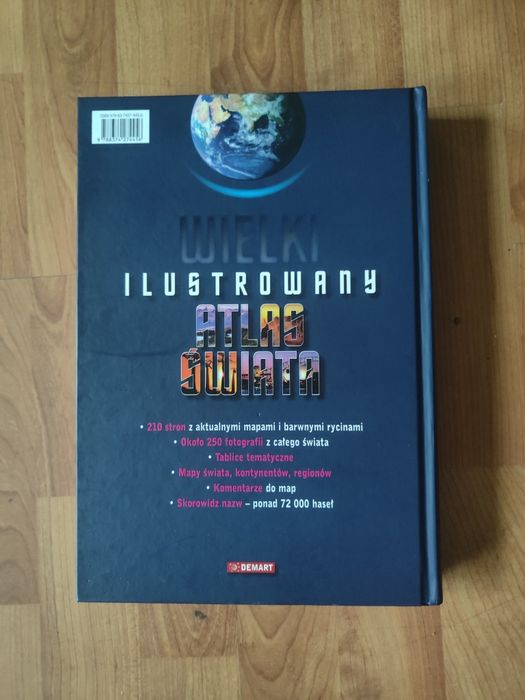 WIELKI
ILUSTROWANY
ATLAS
ŚWIATA
• 210 stron z aktualnymi mapami i barwnymi rycinami
• Około 250 fotografii z całego świata
• Tablice tematyczne
• Mapy świata, kontynentów, regionów
• Komentarze do map
• Skorowidz nazw – ponad 72 000 haseł
DEMART